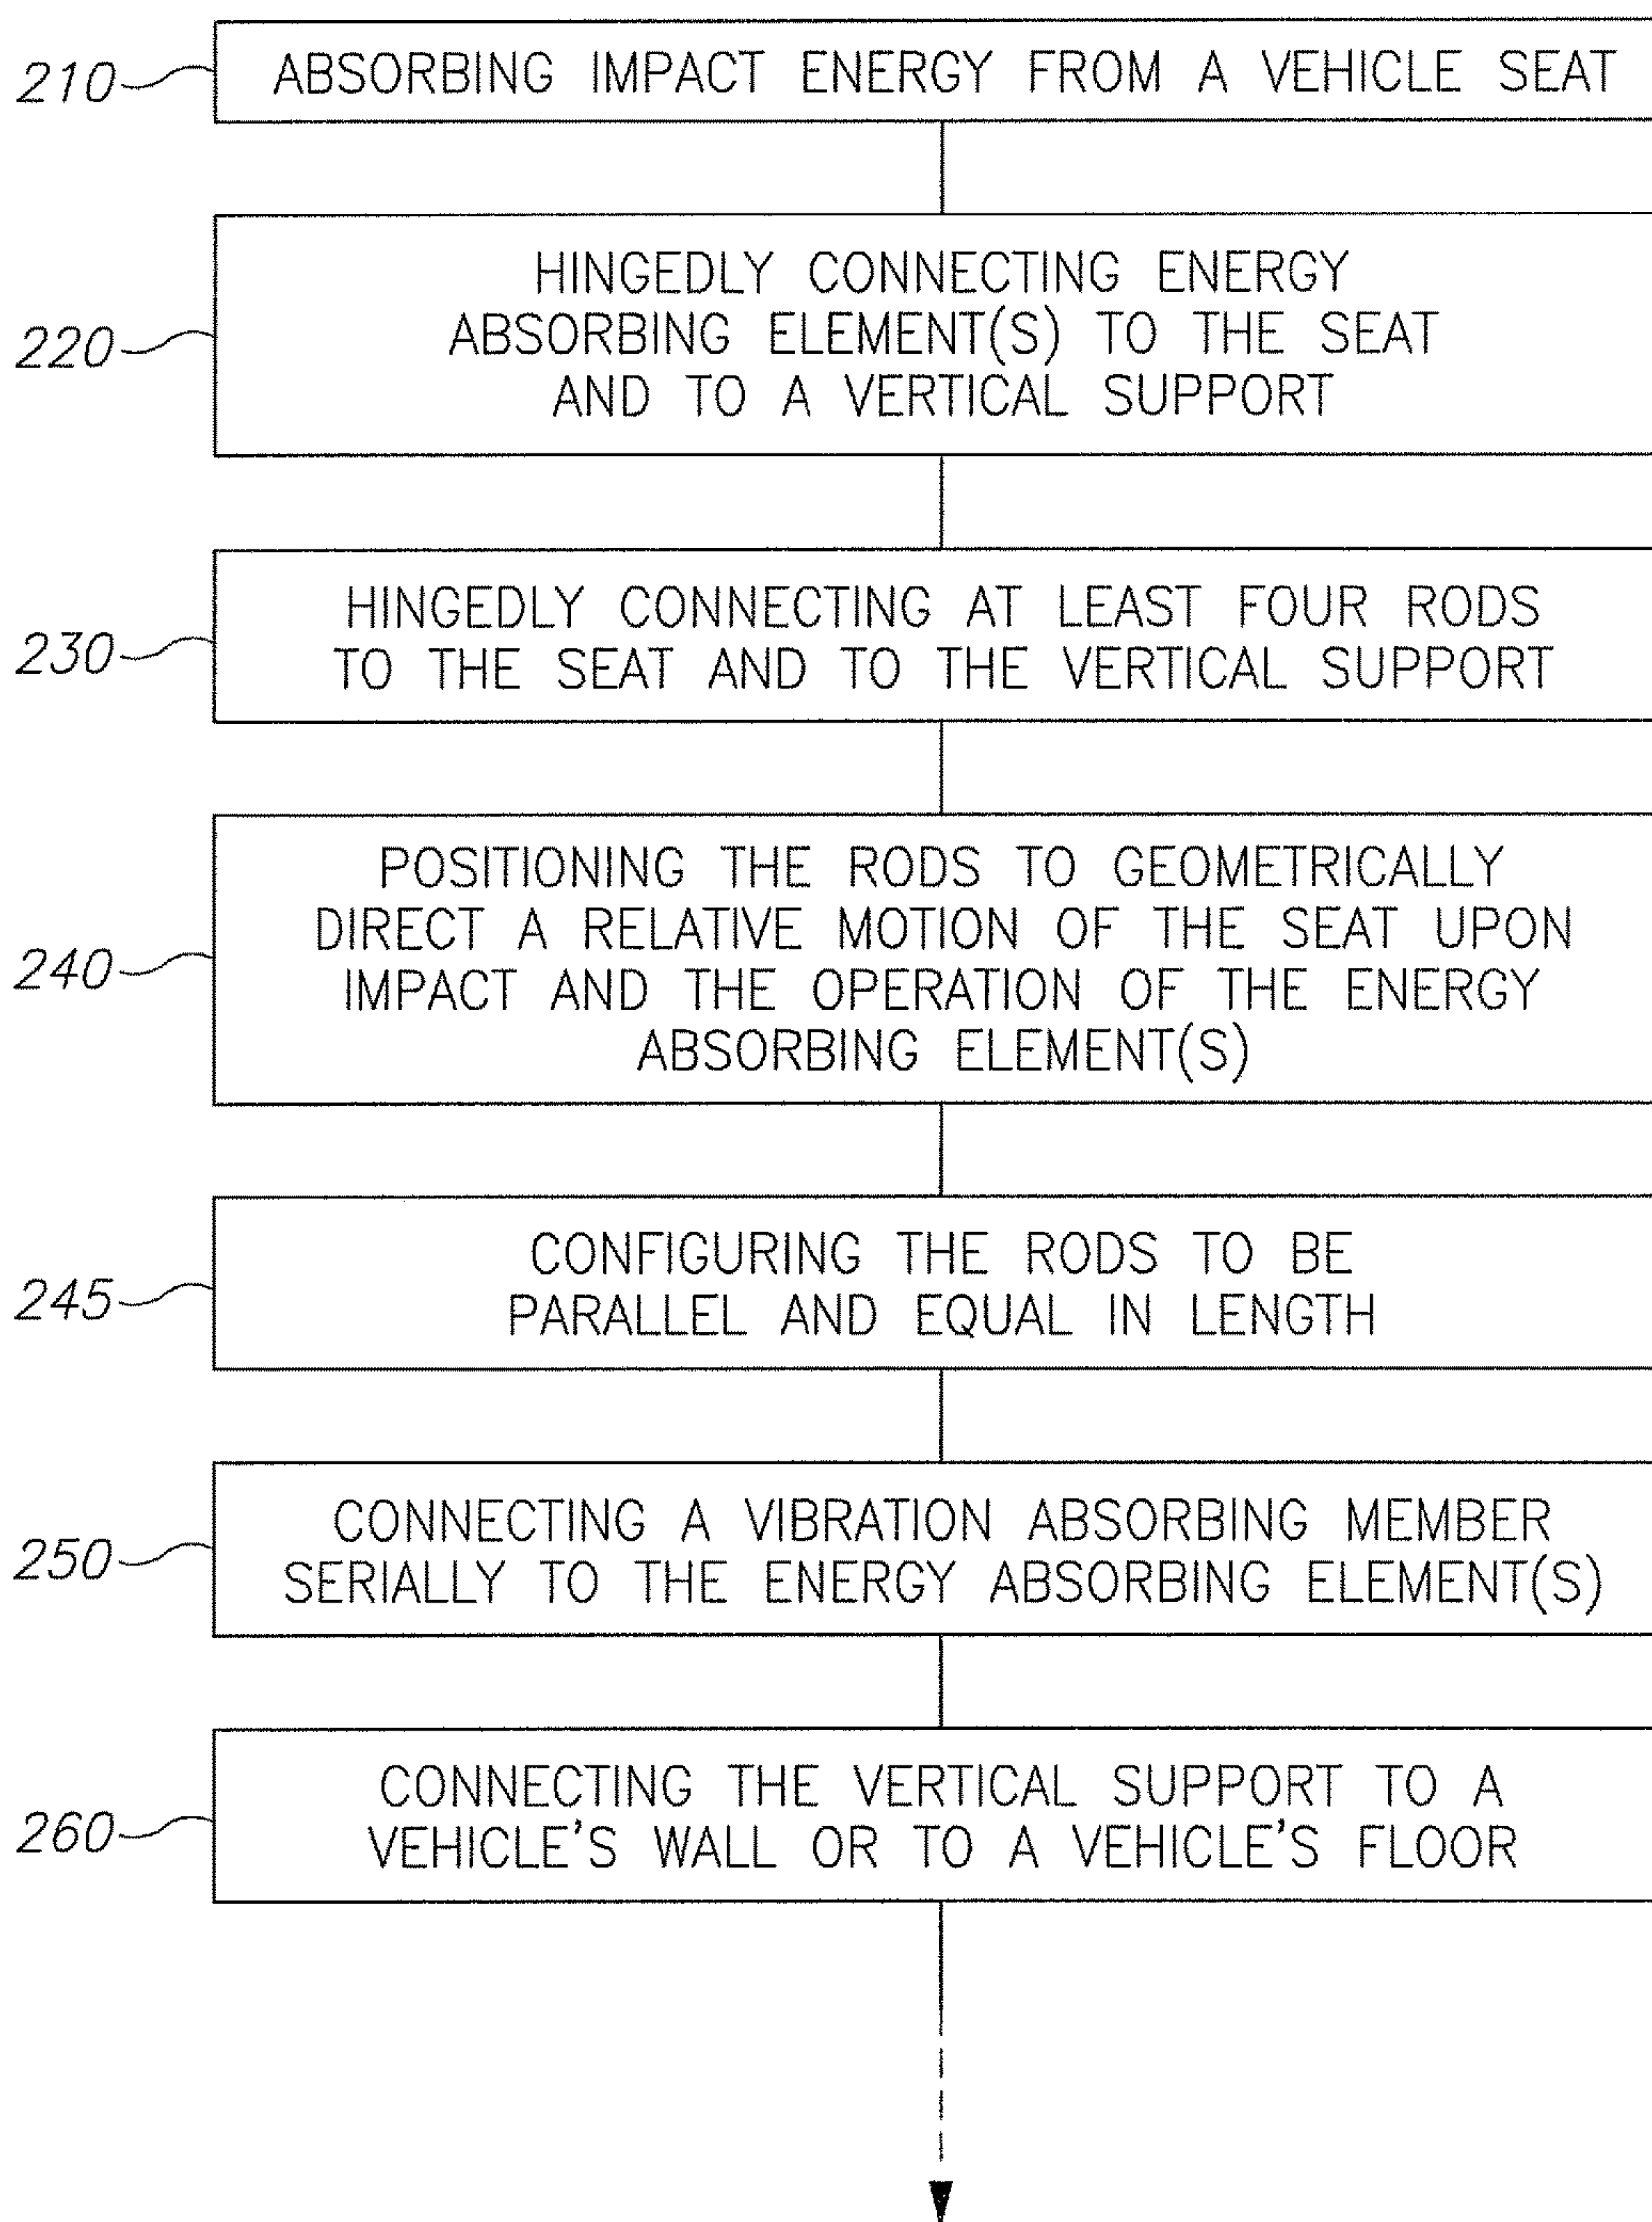 210 ABSORBING IMPACT ENERGY FROM A VEHICLE SEAT
HINGEDLY CONNECTING ENERGY
220 ABSORBING ELEMENT(S) TO THE SEAT
AND TO A VERTICAL SUPPORT
HINGEDLY CONNECTING AT LEAST FOUR RODS
230 TO THE SEAT AND TO THE VERTICAL SUPPORT
POSITIONING THE RODS TO GEOMETRICALLY
DIRECT A RELATIVE MOTION OF THE SEAT UPON
240 IMPACT AND THE OPERATION OF THE ENERGY
ABSORBING ELEMENT(S)
CONFIGURING THE RODS TO BE
245 PARALLEL AND EQUAL IN LENGTH
CONNECTING A VIBRATION ABSORBING MEMBER
250 SERIALLY TO THE ENERGY ABSORBING ELEMENT(S)
CONNECTING THE VERTICAL SUPPORT TO A
260 VEHICLE'S WALL OR TO A VEHICLE'S FLOOR